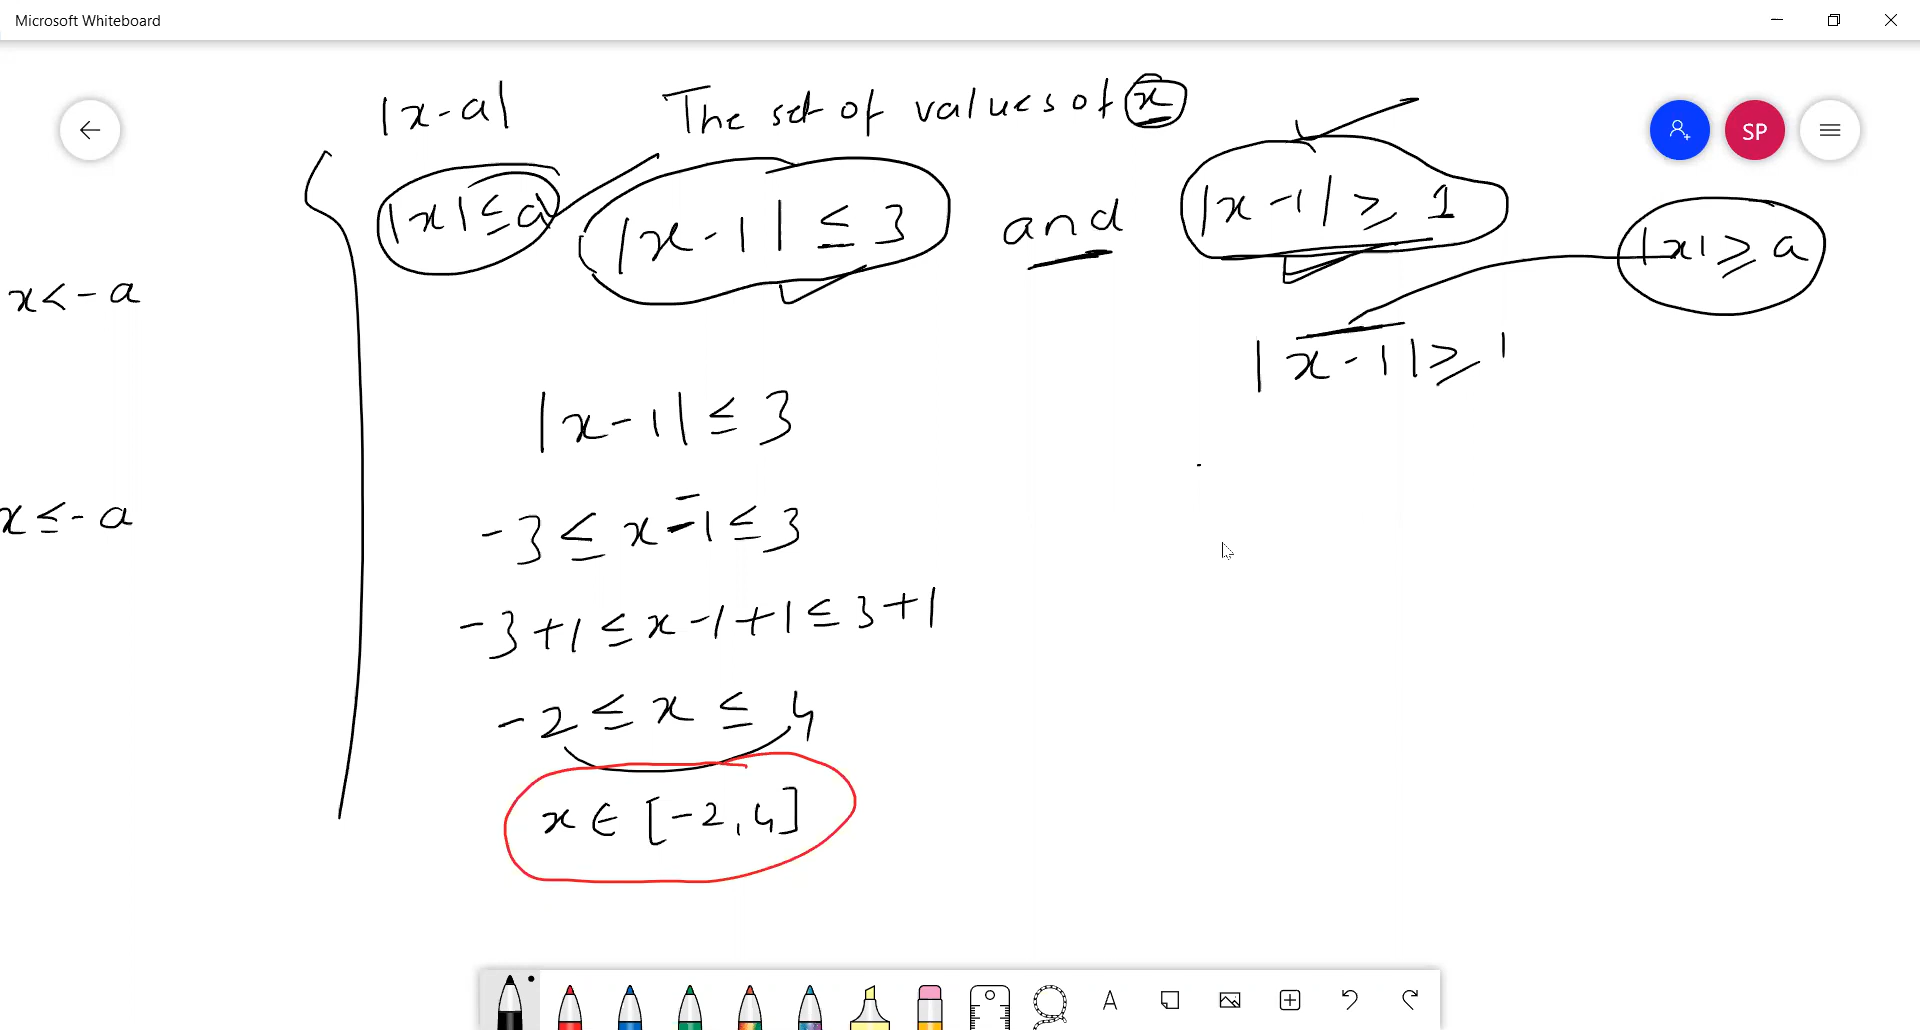 Microsoft Whiteboard
|x-a| The set of values of x
SP
|x| ≤ a |x-1| ≤ 3 and |x-1| ≥ 1 |x| ≥ a
x < -a
|x-1| ≥ 1
|x-1| ≤ 3
x ≤ -a -3 ≤ x-1 ≤ 3
-3+1 ≤ x-1+1 ≤ 3+1
-2 ≤ x ≤ 4
x ∈ [-2,4]
A